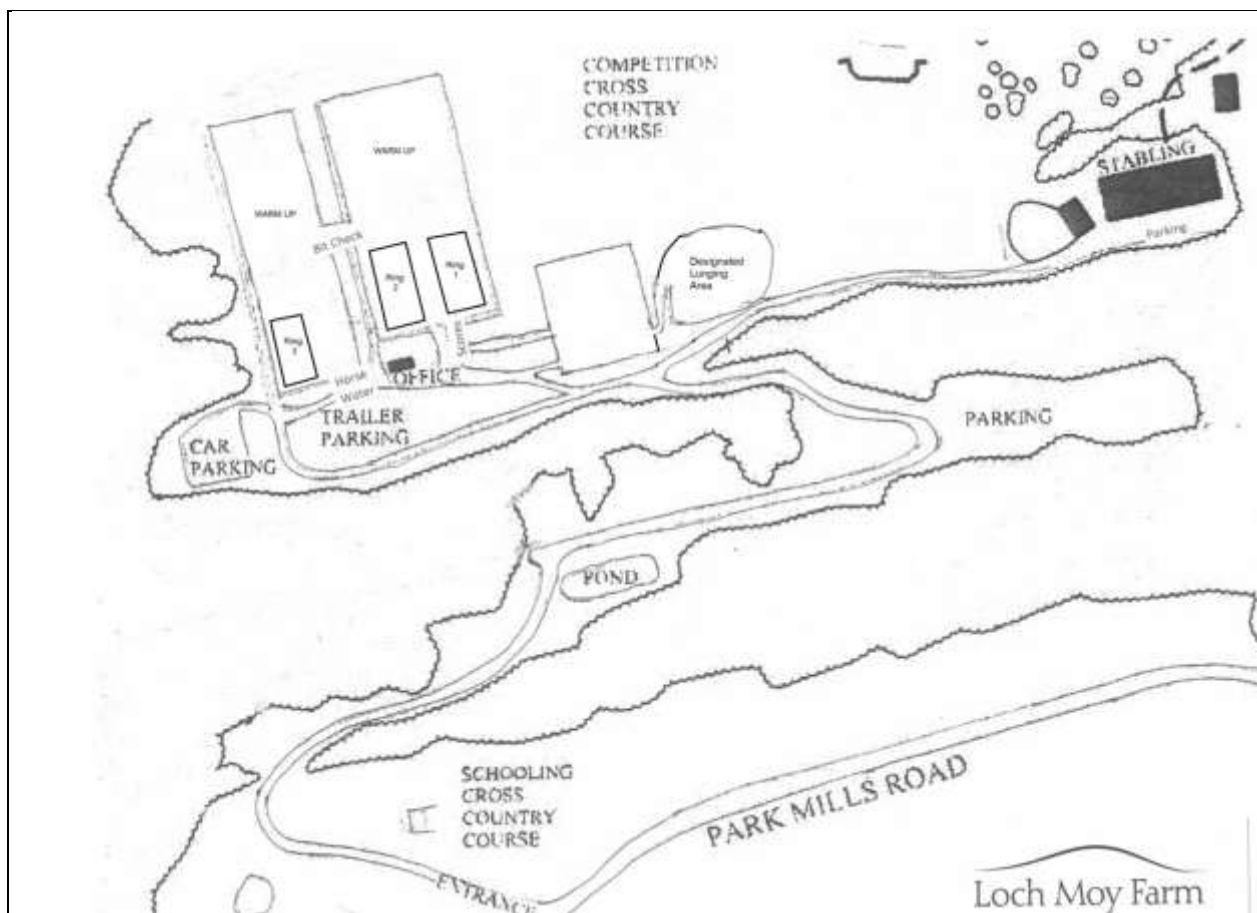 COMPETITION
CROSS
COUNTRY
COURSE
WARM UP
WARM UP
STABLING
Parking
Bit Check
Ring
2
Ring
1
Designated
Lunging
Area
Ring
3
Horse
Water
OFFICE
TRAILER
PARKING
CAR
PARKING
PARKING
POND
SCHOOLING
CROSS
COUNTRY
COURSE
PARK MILLS ROAD
ENTRANCE
Loch Moy Farm